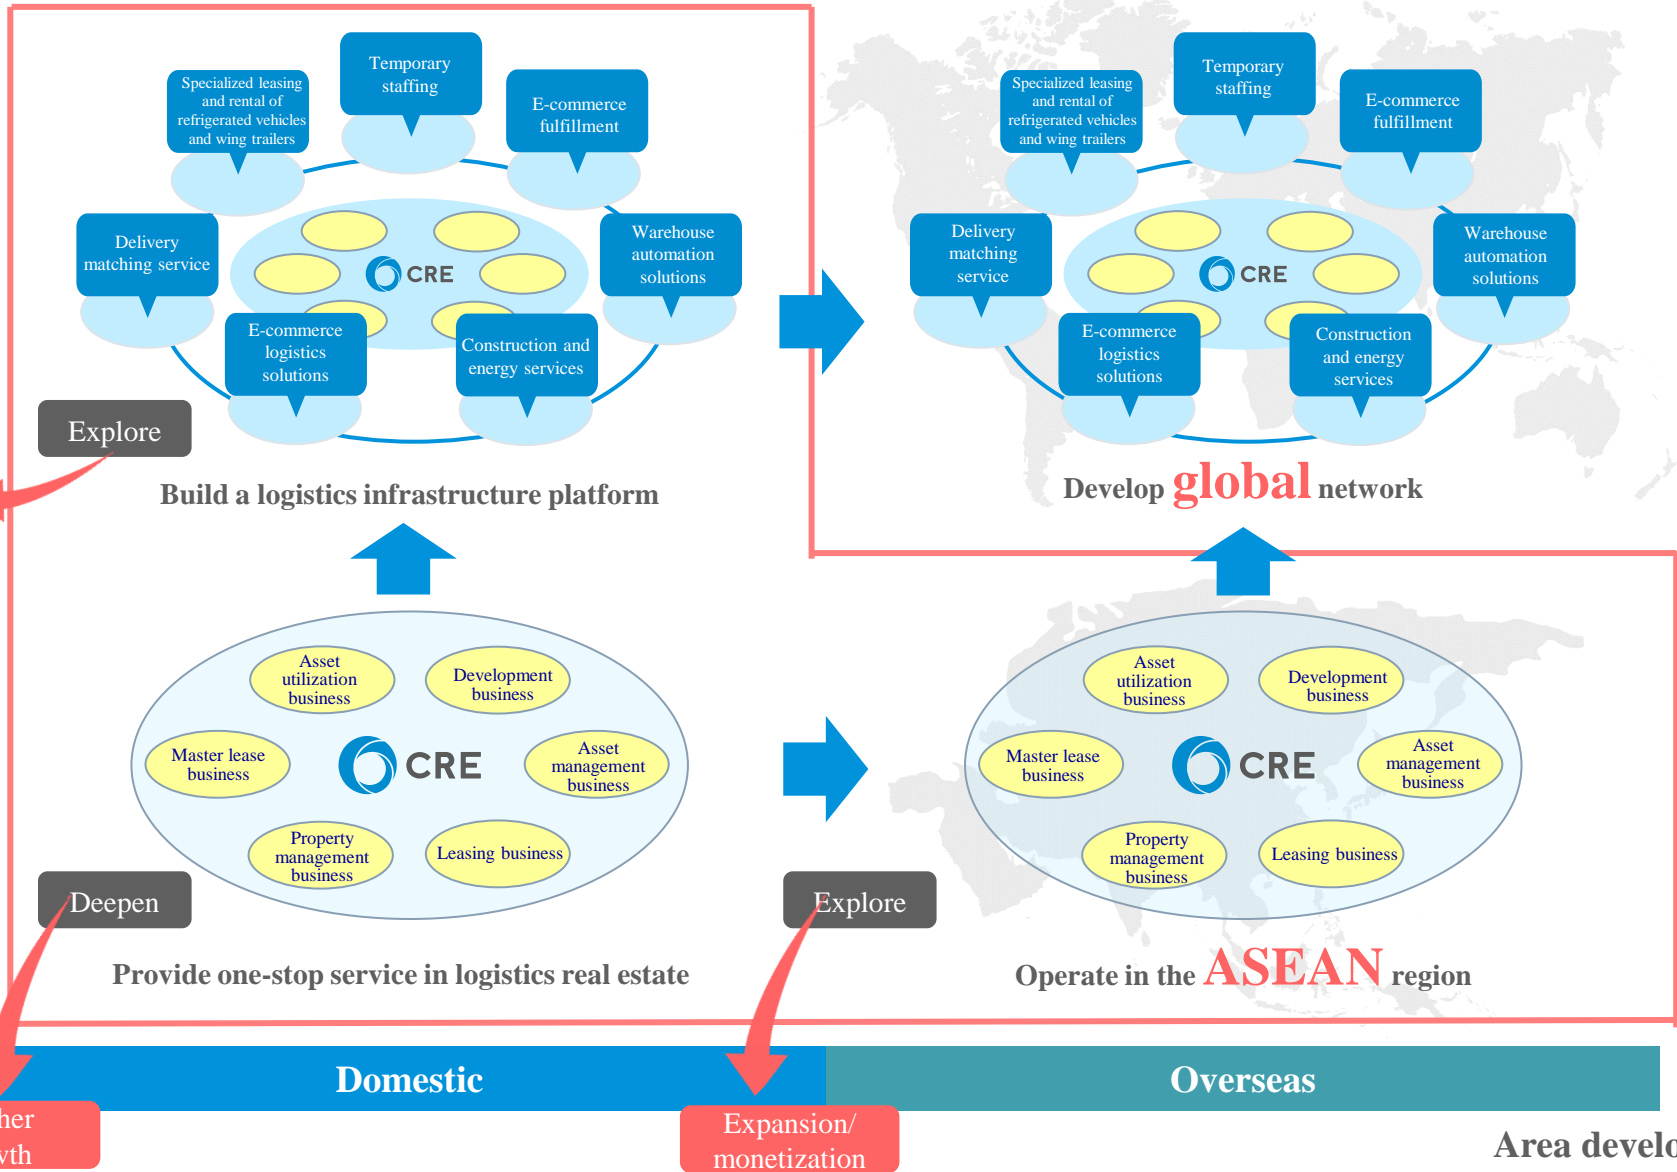 Temporary
staffing
Specialized leasing
and rental of
refrigerated vehicles
and wing trailers
E-commerce
fulfillment
Delivery
matching service
Warehouse
automation
solutions
CRE
E-commerce
logistics
solutions
Construction and
energy services
Explore
Build a logistics infrastructure platform
Temporary
staffing
Specialized leasing
and rental of
refrigerated vehicles
and wing trailers
E-commerce
fulfillment
Delivery
matching
service
Warehouse
automation
solutions
CRE
E-commerce
logistics
solutions
Construction
and energy
services
Develop global network
Asset
utilization
business
Development
business
Master lease
business
CRE
Asset
management
business
Property
management
business
Leasing business
Deepen
Provide one-stop service in logistics real estate
Asset
utilization
business
Development
business
Master lease
business
CRE
Asset
management
business
Property
management
business
Leasing business
Explore
Operate in the ASEAN region
Domestic
Overseas
Expansion/
monetization
Area